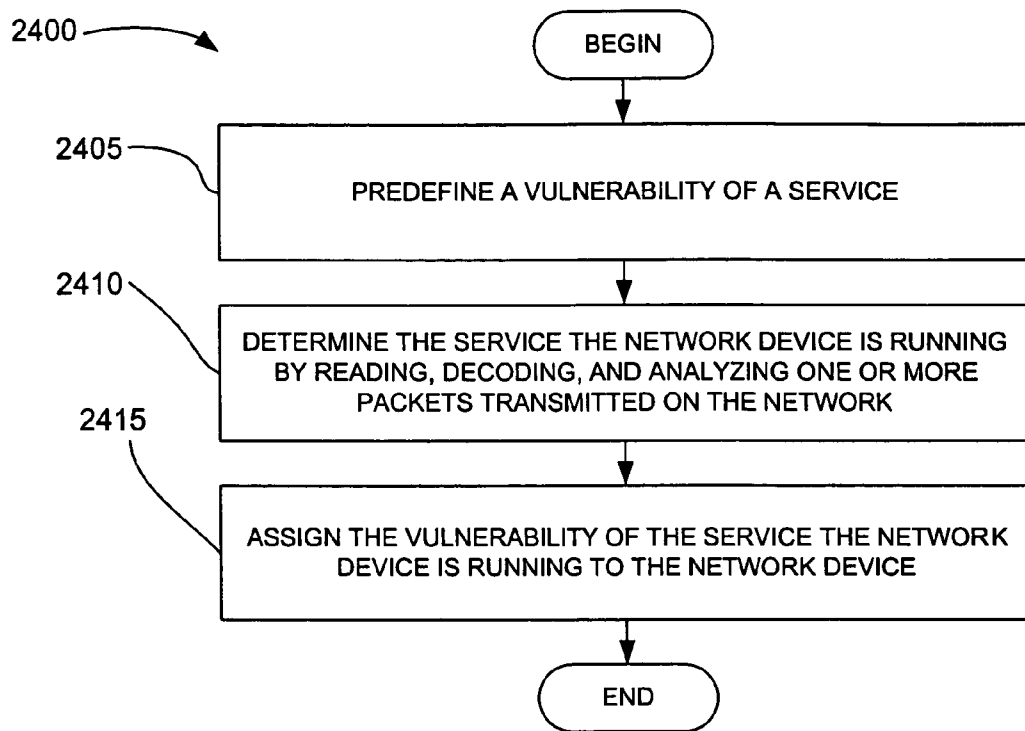 2400
BEGIN
2405
PREDEFINE A VULNERABILITY OF A SERVICE
2410
DETERMINE THE SERVICE THE NETWORK DEVICE IS RUNNING
BY READING, DECODING, AND ANALYZING ONE OR MORE
PACKETS TRANSMITTED ON THE NETWORK
2415
ASSIGN THE VULNERABILITY OF THE SERVICE THE NETWORK
DEVICE IS RUNNING TO THE NETWORK DEVICE
END